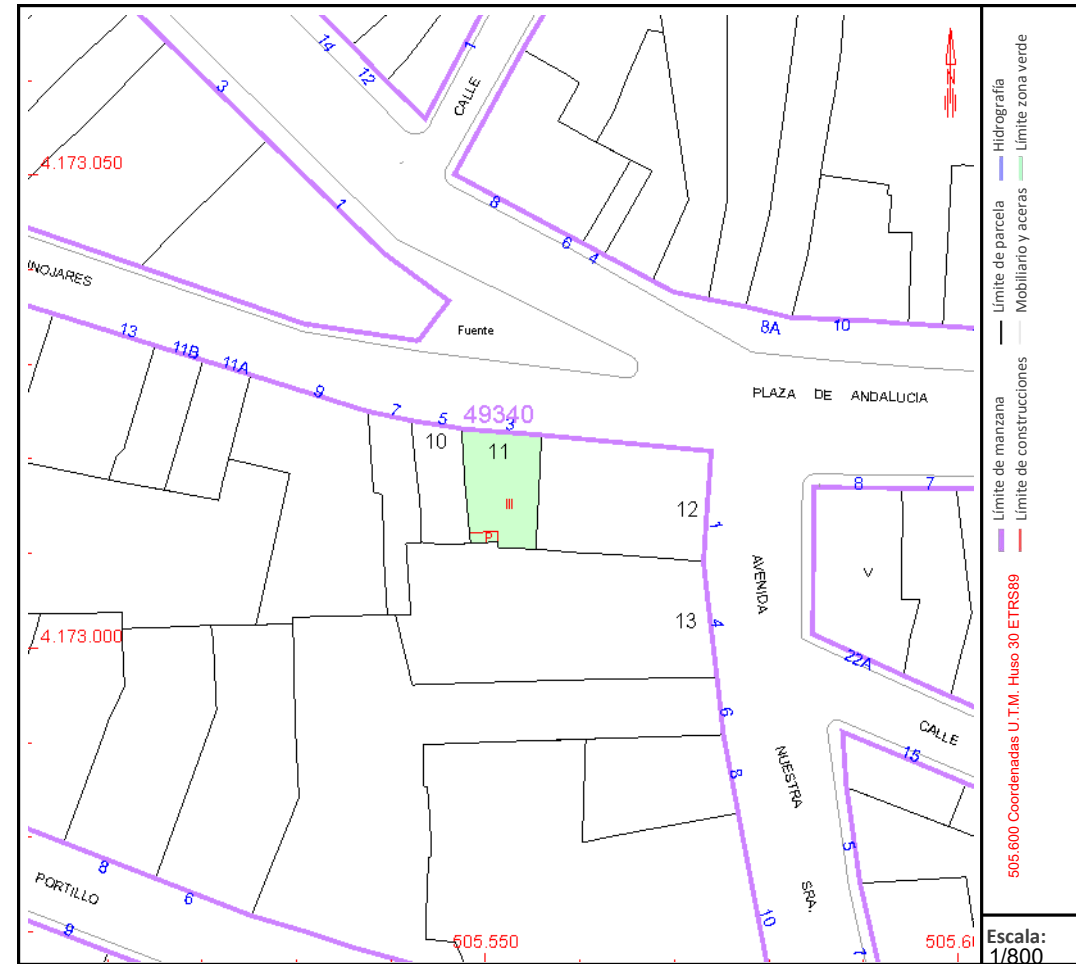 14
12
1
CALLE
3
4.173.050
1
8
6
4
8A
10
INOJARES
Fuente
13
11B
11A
9
7
5
3
49340
10
11
III
P
PLAZA DE ANDALUCIA
12
1
8
7
V
AVENIDA
4.173.000
13
4
22A
6
8
NUESTRA
CALLE
15
5
SRA.
8
6
PORTILLO
9
10
7
505.550
505.6
N
Hidrografía
Límite zona verde
Límite de parcela
Mobiliario y aceras
Límite de manzana
Límite de construcciones
505.600 Coordenadas U.T.M. Huso 30 ETRS89
Escala:
1/800